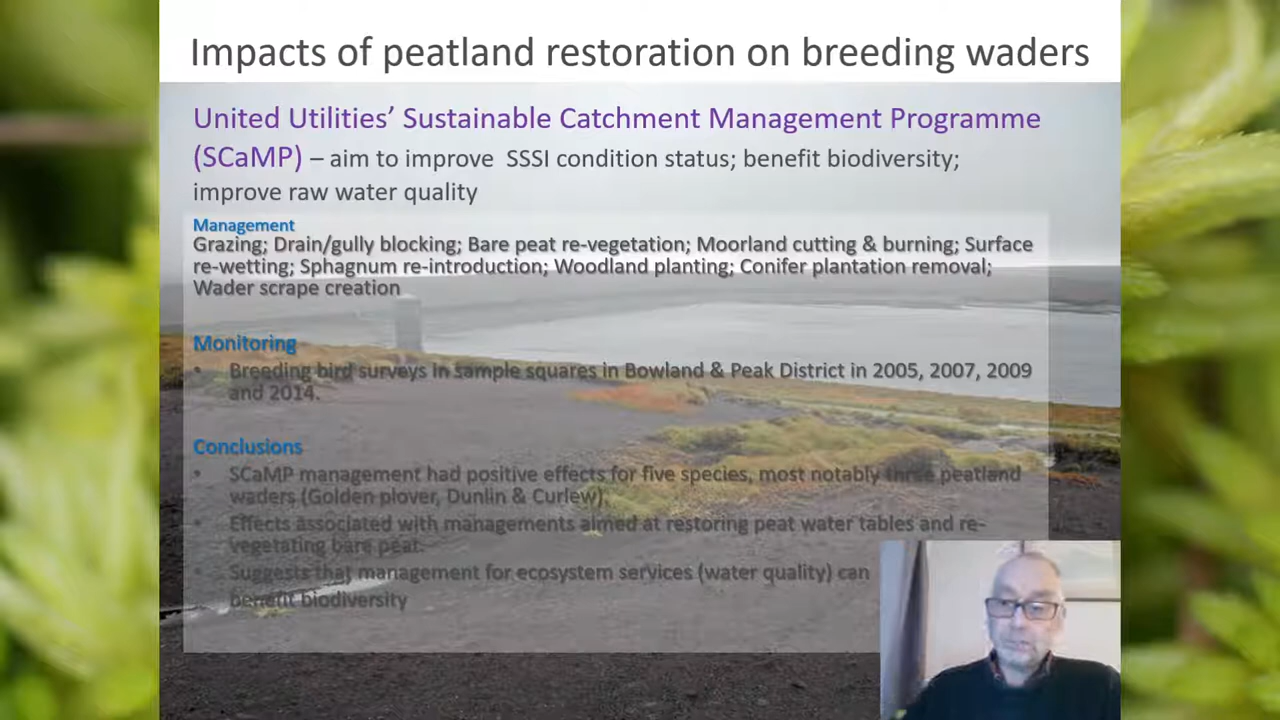 Impacts of peatland restoration on breeding waders
United Utilities’ Sustainable Catchment Management Programme
(SCaMP) – aim to improve SSSI condition status; benefit biodiversity;
improve raw water quality
Management
Grazing; Drain/gully blocking; Bare peat re-vegetation; Moorland cutting & burning; Surface
re-wetting; Sphagnum re-introduction; Woodland planting; Conifer plantation removal;
Wader scrape creation
Monitoring
• Breeding bird surveys in sample squares in Bowland & Peak District in 2005, 2007, 2009
and 2014.
Conclusions
• SCaMP management had positive effects for five species, most notably three peatland
waders (Golden plover, Dunlin & Curlew).
• Effects associated with managements aimed at restoring peat water tables and re-
vegetating bare peat.
• Suggests that management for ecosystem services (water quality) can
benefit biodiversity